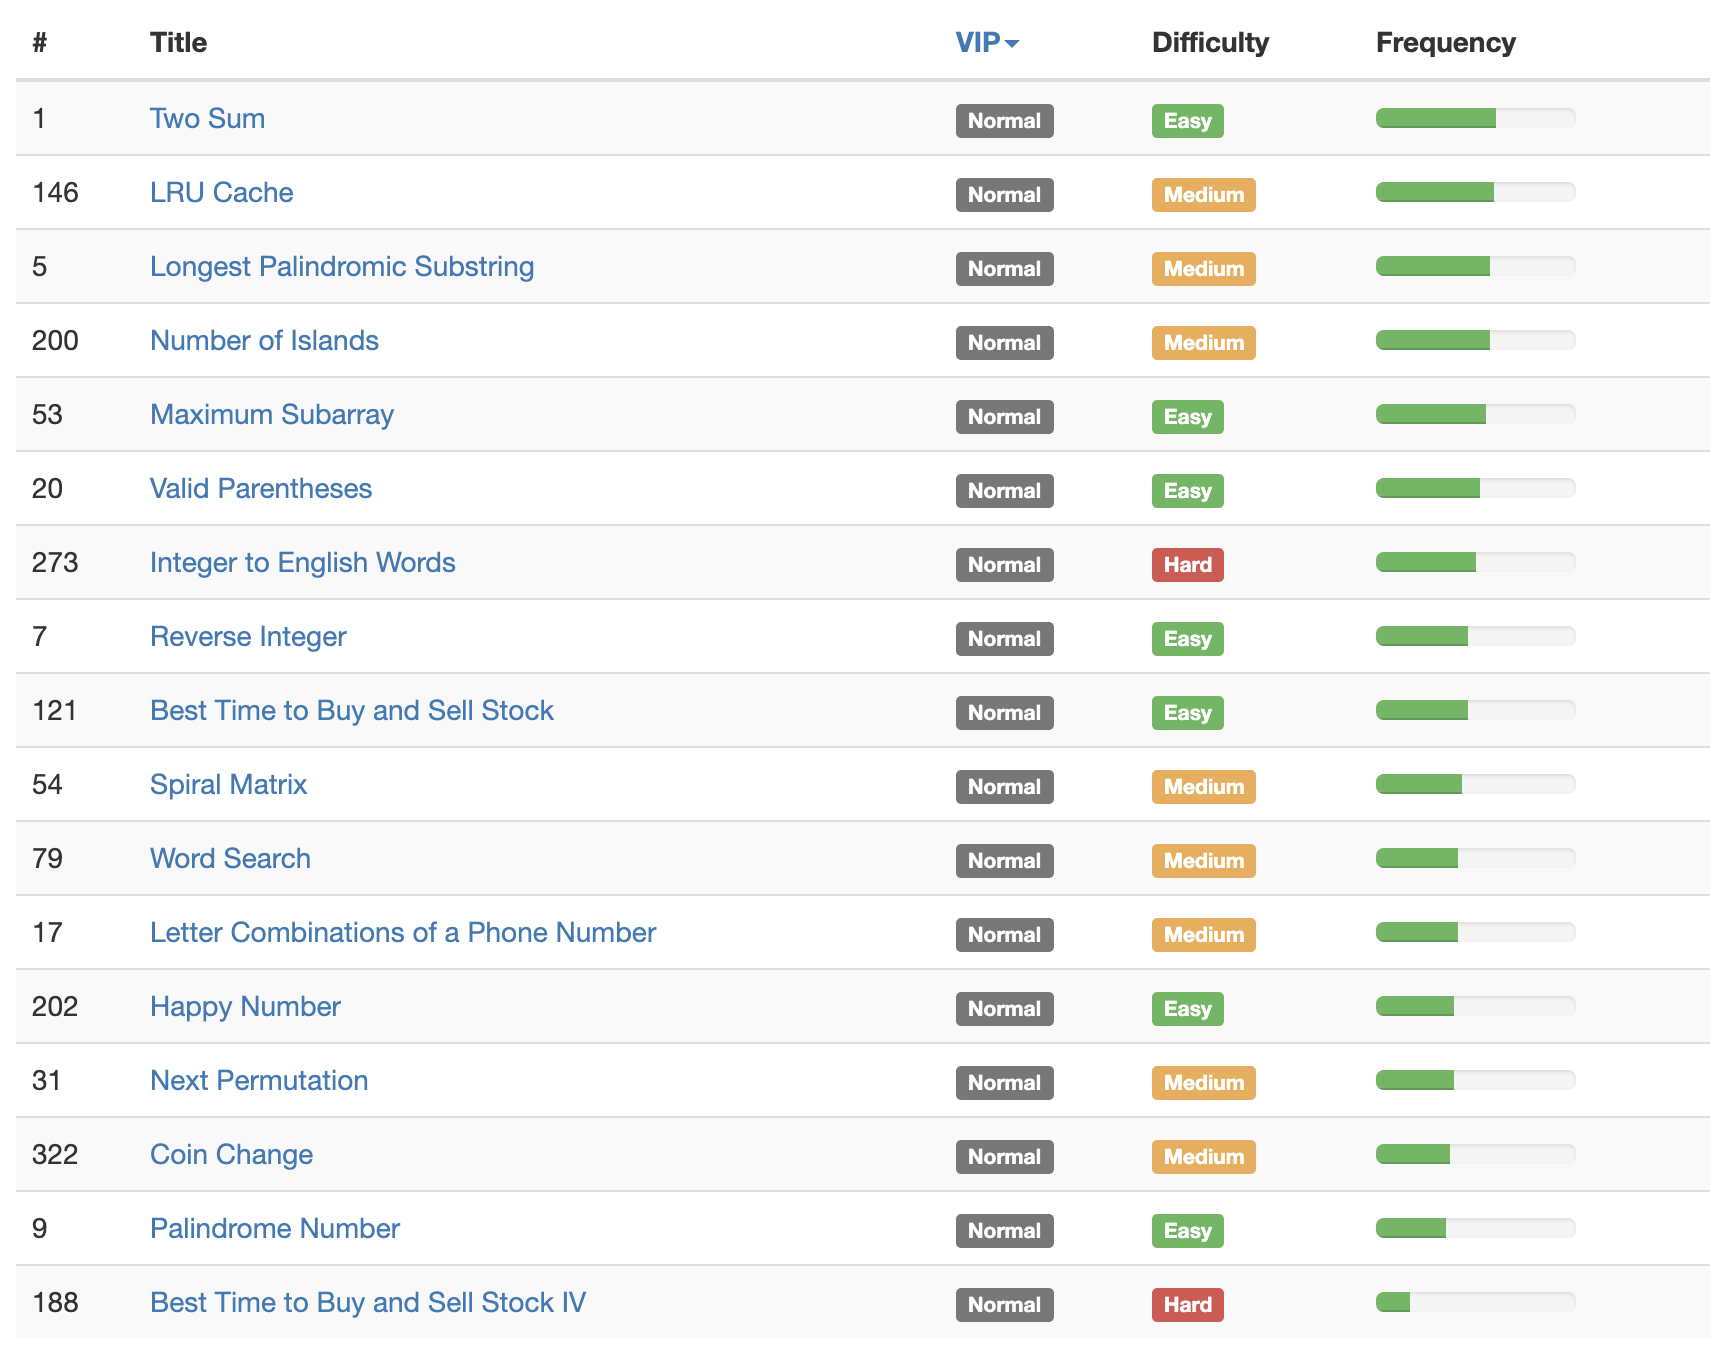 # Title VIP Difficulty Frequency
1 Two Sum Normal Easy
146 LRU Cache Normal Medium
5 Longest Palindromic Substring Normal Medium
200 Number of Islands Normal Medium
53 Maximum Subarray Normal Easy
20 Valid Parentheses Normal Easy
273 Integer to English Words Normal Hard
7 Reverse Integer Normal Easy
121 Best Time to Buy and Sell Stock Normal Easy
54 Spiral Matrix Normal Medium
79 Word Search Normal Medium
17 Letter Combinations of a Phone Number Normal Medium
202 Happy Number Normal Easy
31 Next Permutation Normal Medium
322 Coin Change Normal Medium
9 Palindrome Number Normal Easy
188 Best Time to Buy and Sell Stock IV Normal Hard